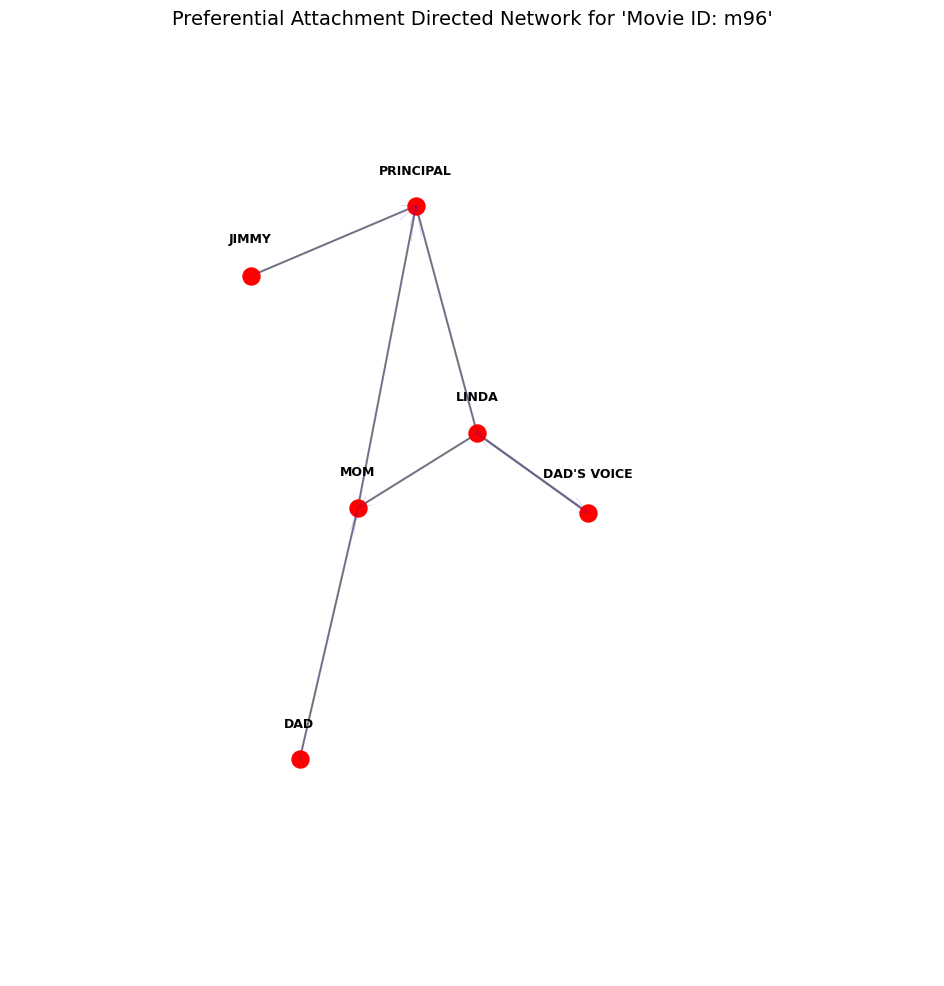 Preferential Attachment Directed Network for 'Movie ID: m96'
PRINCIPAL
JIMMY
LINDA
MOM
DAD'S VOICE
DAD